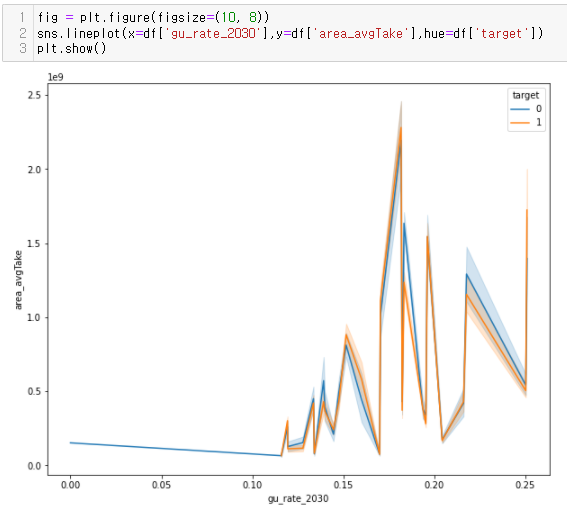 1 fig = plt.figure(figsize=(10, 8))
2 sns.lineplot(x=df['gu_rate_2030'],y=df['area_avgTake'],hue=df['target'])
3 plt.show()
1e9
target
0
1
2.5
2.0
1.5
1.0
0.5
0.0
area_avgTake
0.00 0.05 0.10 0.15 0.20 0.25
gu_rate_2030